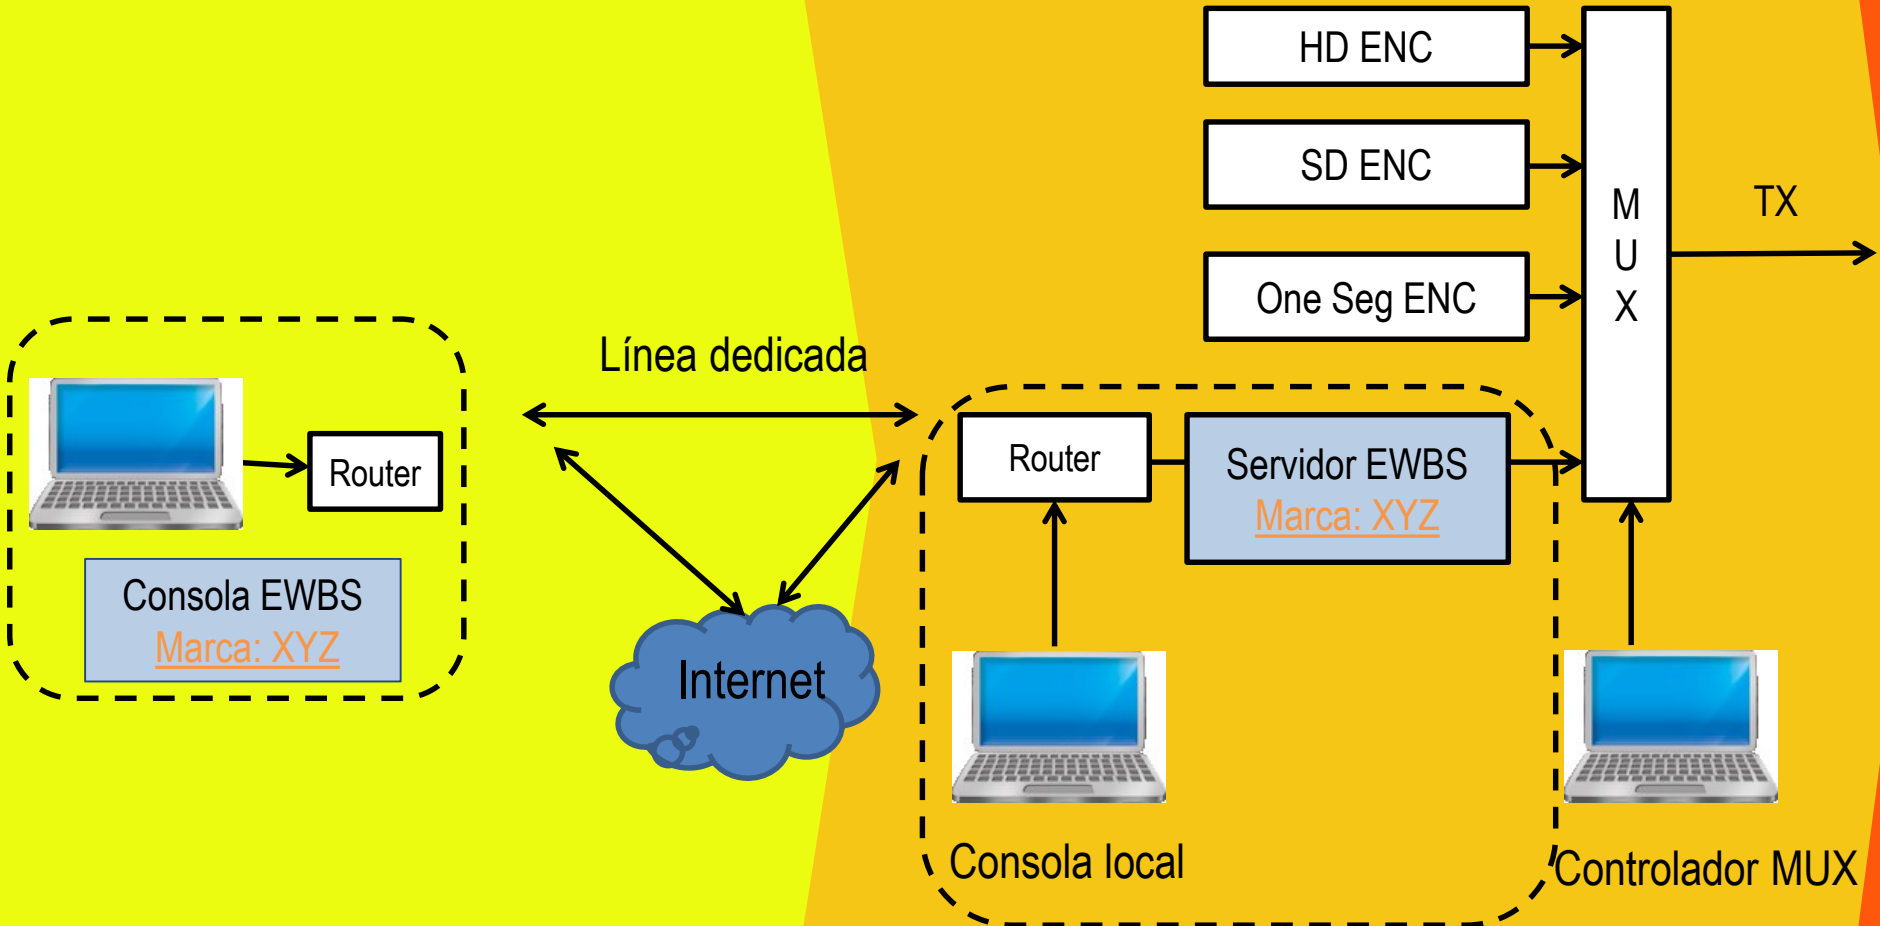 HD ENC
SD ENC
One Seg ENC
M
U
X
TX
Línea dedicada
Router
Consola EWBS
Marca: XYZ
Internet
Router
Servidor EWBS
Marca: XYZ
Consola local
Controlador MUX